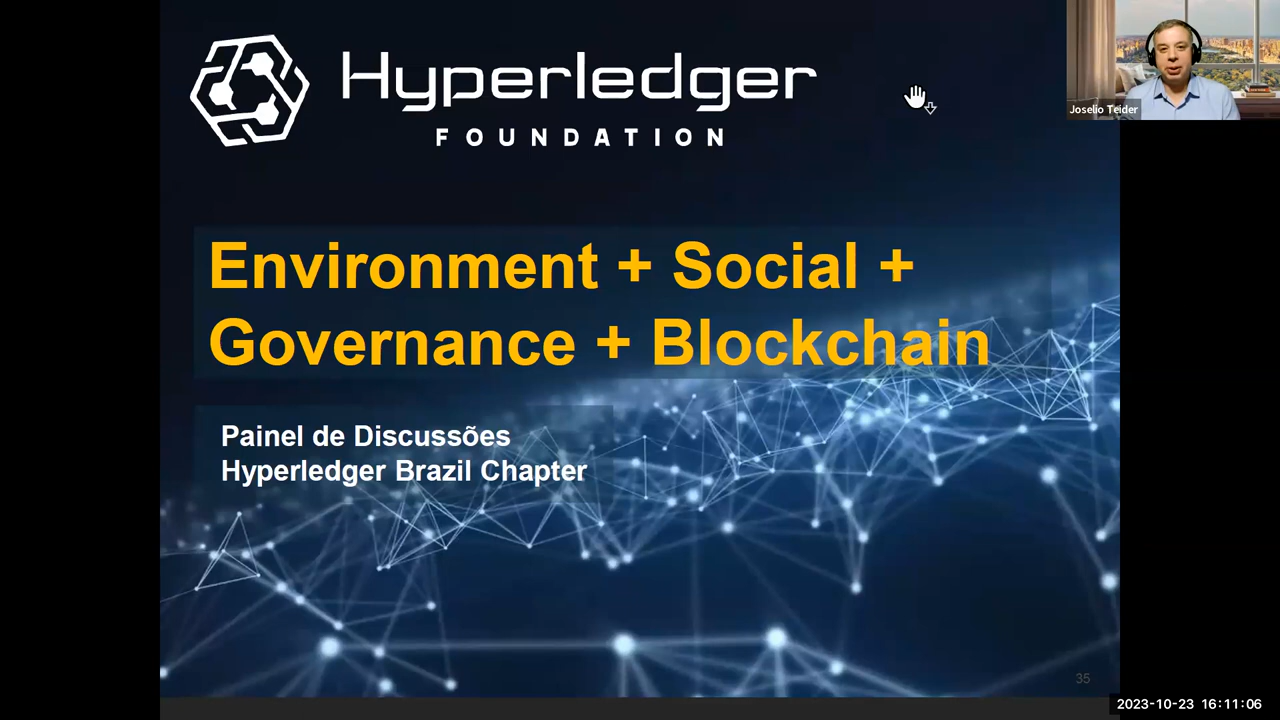 Hyperledger
FOUNDATION
Joselio Teider
Environment + Social +
Governance + Blockchain
Painel de Discussões
Hyperledger Brazil Chapter
35
2023-10-23 16:11:06